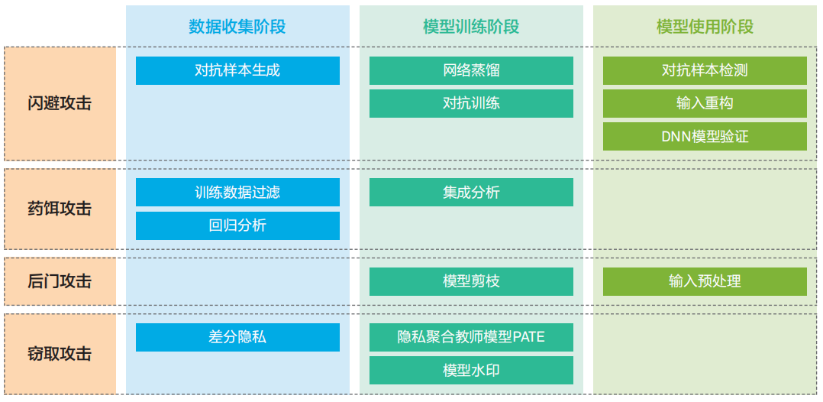 数据收集阶段
模型训练阶段
模型使用阶段
闪避攻击
对抗样本生成
网络蒸馏
对抗训练
对抗样本检测
输入重构
DNN模型验证
药饵攻击
训练数据过滤
回归分析
集成分析
后门攻击
模型剪枝
输入预处理
窃取攻击
差分隐私
隐私聚合教师模型PATE
模型水印